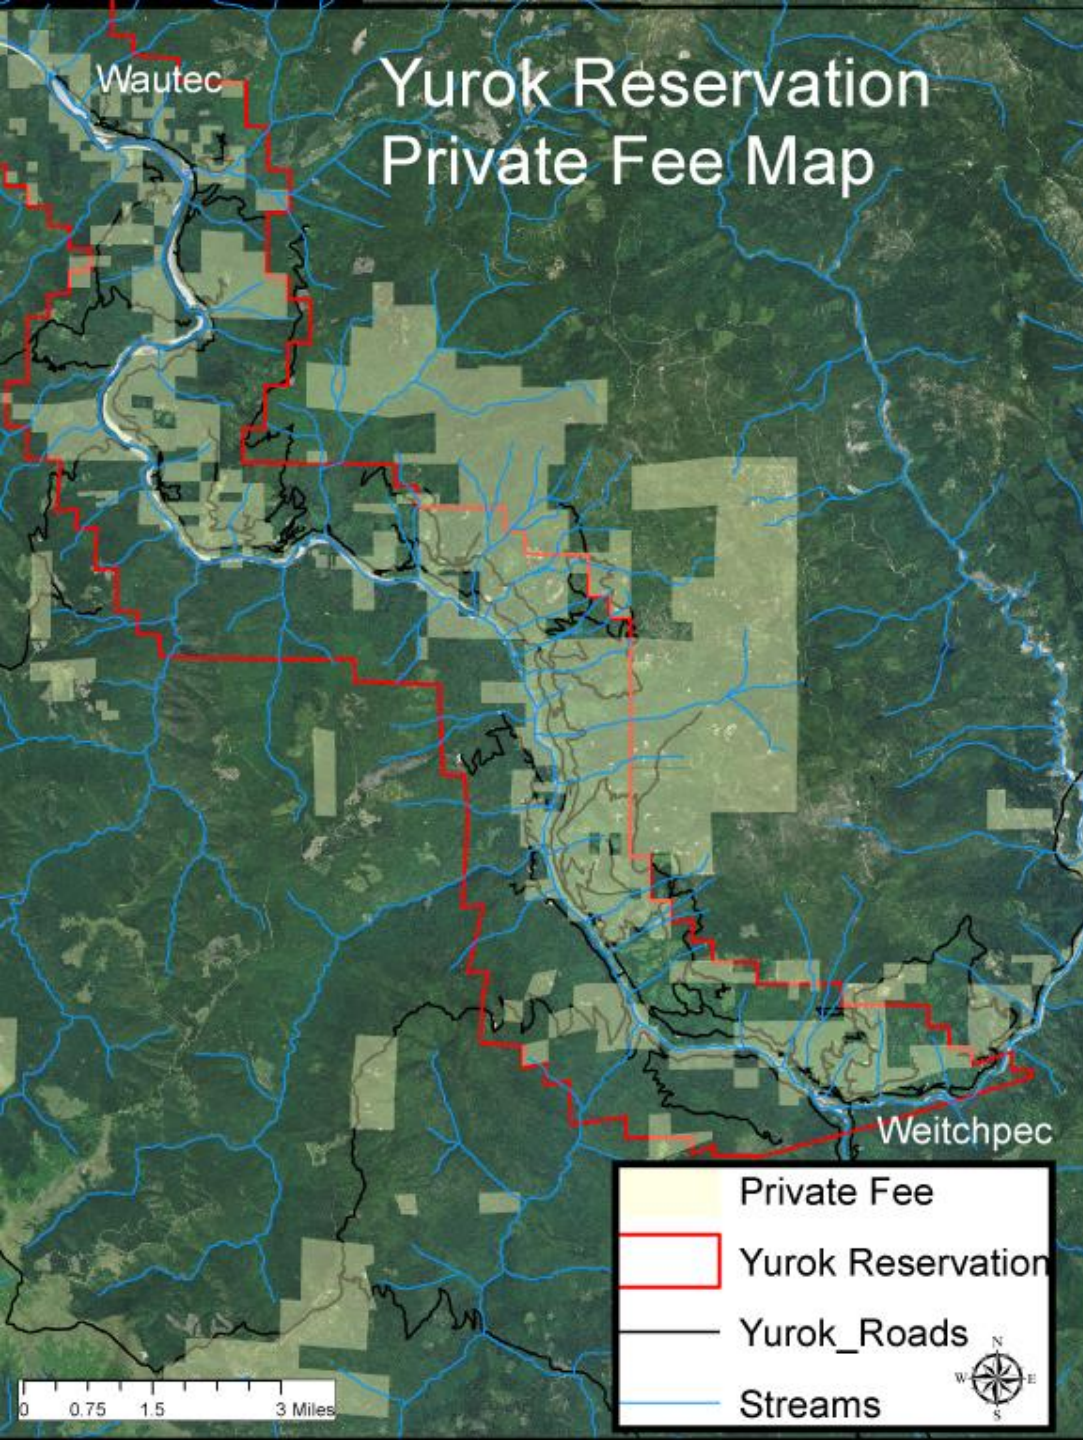 Wautec
Yurok Reservation
Private Fee Map
Weitchpec
Private Fee
Yurok Reservation
Yurok_Roads
Streams
N
W E
S
0 0.75 1.5 3 Miles